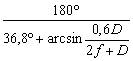 180°
36,8° + arcsin 0,6D
2f + D